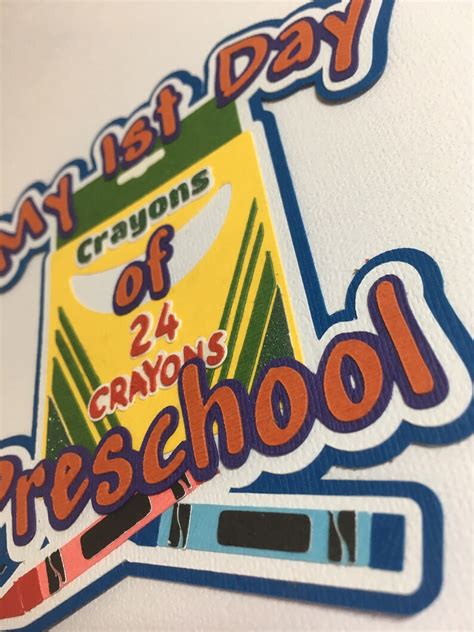 My 1st Day
Crayons
of
24
CRAYONS
Preschool